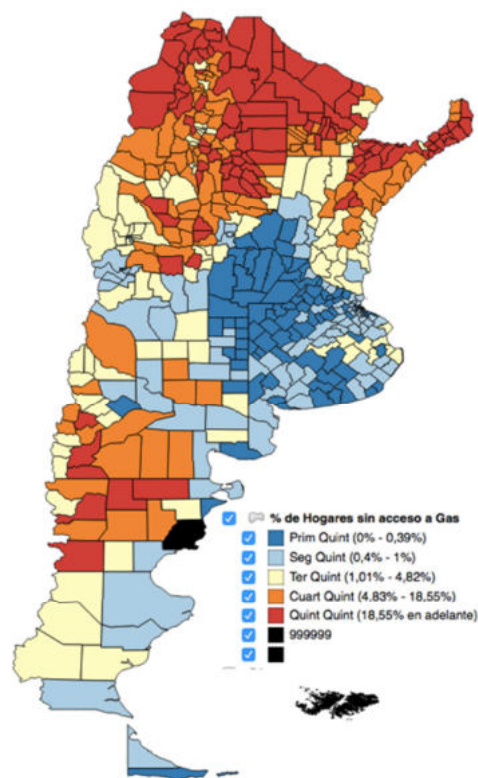 % de Hogares sin acceso a Gas
Prim Quint (0% - 0,39%)
Seg Quint (0,4% - 1%)
Ter Quint (1,01% - 4,82%)
Cuart Quint (4,83% - 18,55%)
Quint Quint (18,55% en adelante)
999999